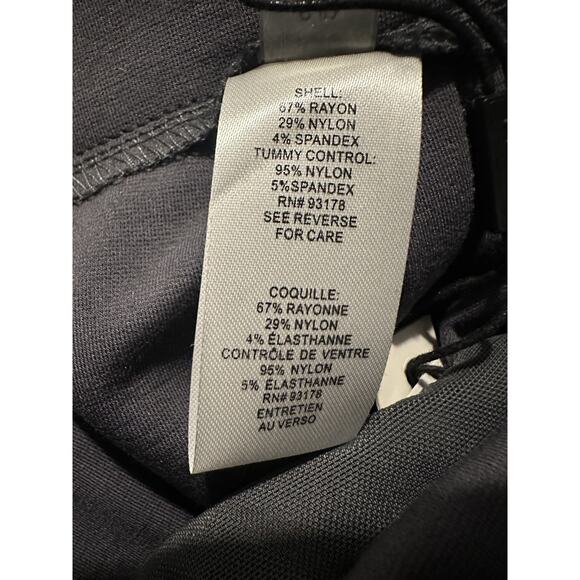 SHELL:
67% RAYON
29% NYLON
4% SPANDEX
TUMMY CONTROL:
95% NYLON
5%SPANDEX
RN# 93178
SEE REVERSE
FOR CARE
COQUILLE:
67% RAYONNE
29% NYLON
4% ÉLASTHANNE
CONTRÔLE DE VENTRE
95% NYLON
5% ÉLASTHANNE
RN# 93178
ENTRETIEN
AU VERSO